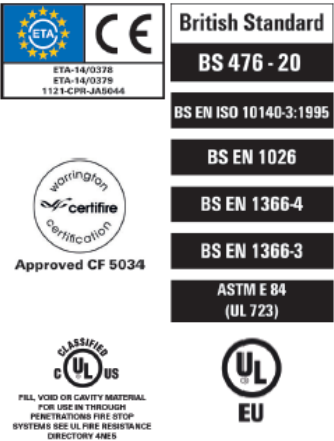 ETA
CE
ETA-14/0378
ETA-14/0379
1121-CPR-JA5044
warrington
certifire
certification
Approved CF 5034
CLASSIFIED
C UL US
FILL, VOID OR CAVITY MATERIAL
FOR USE IN THROUGH
PENETRATIONS FIRE STOP
SYSTEMS SEE UL FIRE RESISTANCE
DIRECTORY 4NE5
British Standard
BS 476 - 20
BS EN ISO 10140-3:1995
BS EN 1026
BS EN 1366-4
BS EN 1366-3
ASTM E 84
(UL 723)
UL
EU